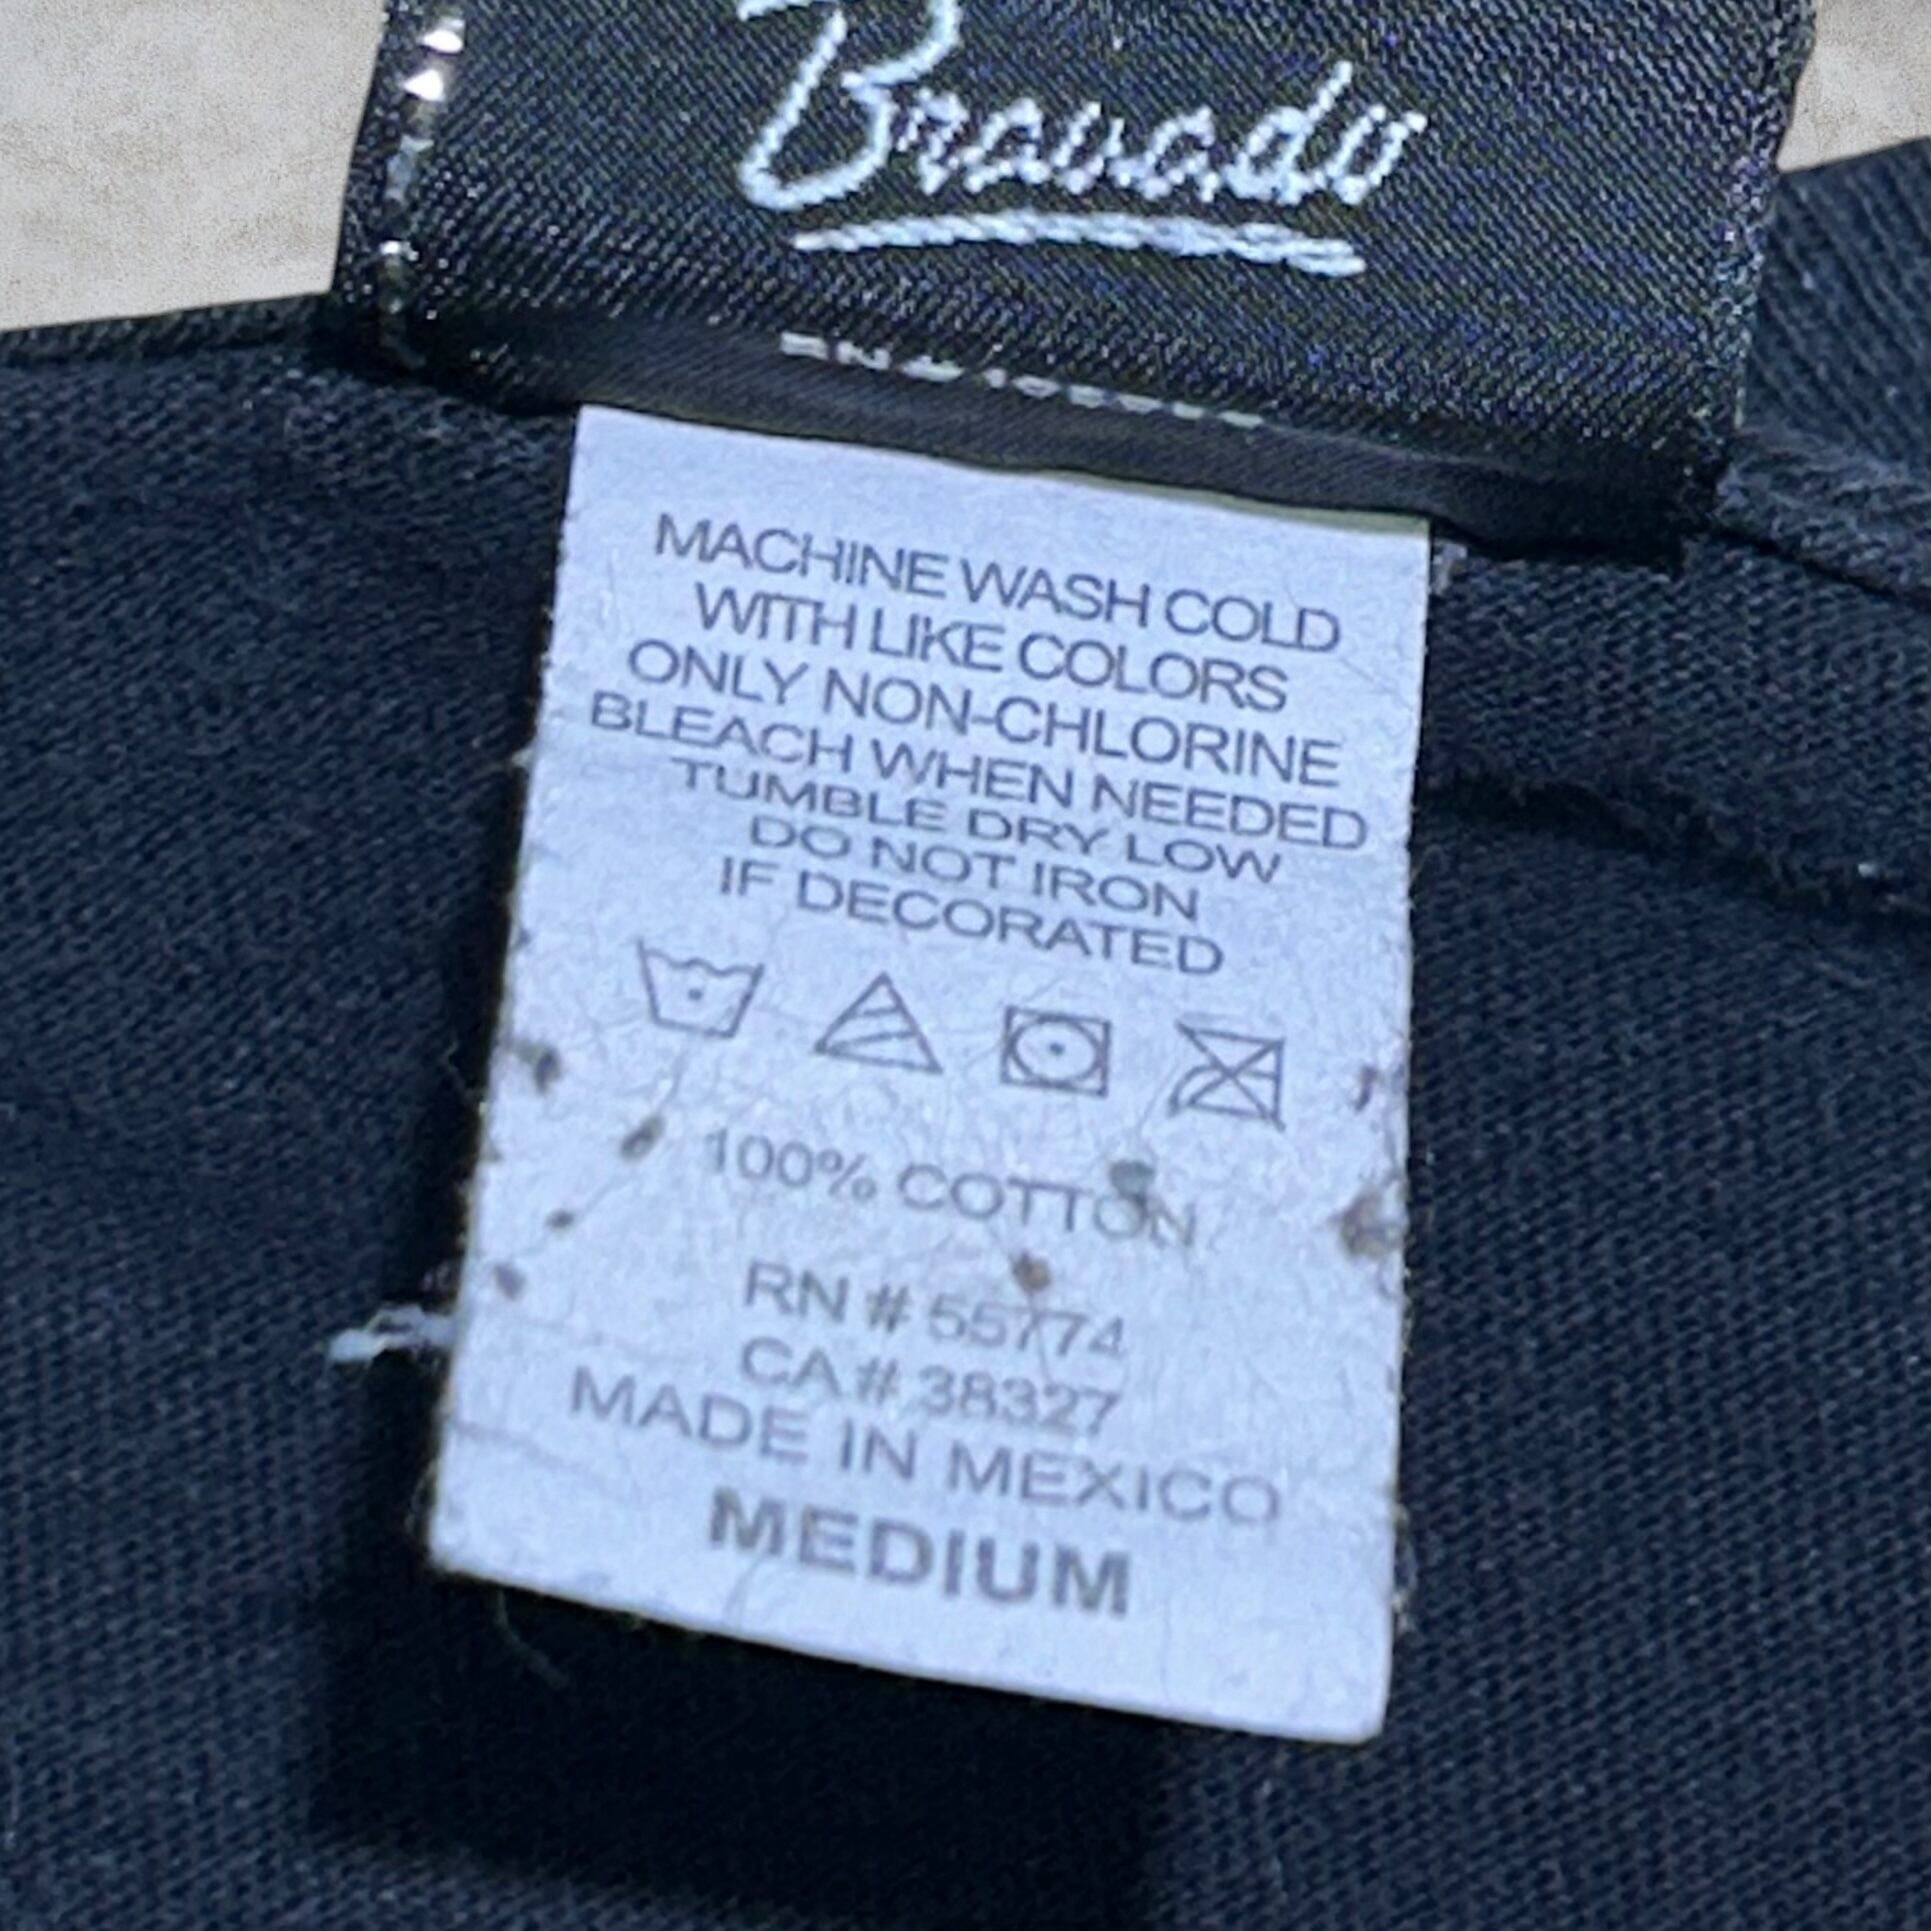 Bravado
MACHINE WASH COLD
WITH LIKE COLORS
ONLY NON-CHLORINE
BLEACH WHEN NEEDED
TUMBLE DRY LOW
DO NOT IRON
IF DECORATED
100% COTTON
RN # 55774
CA # 38327
MADE IN MEXICO
MEDIUM